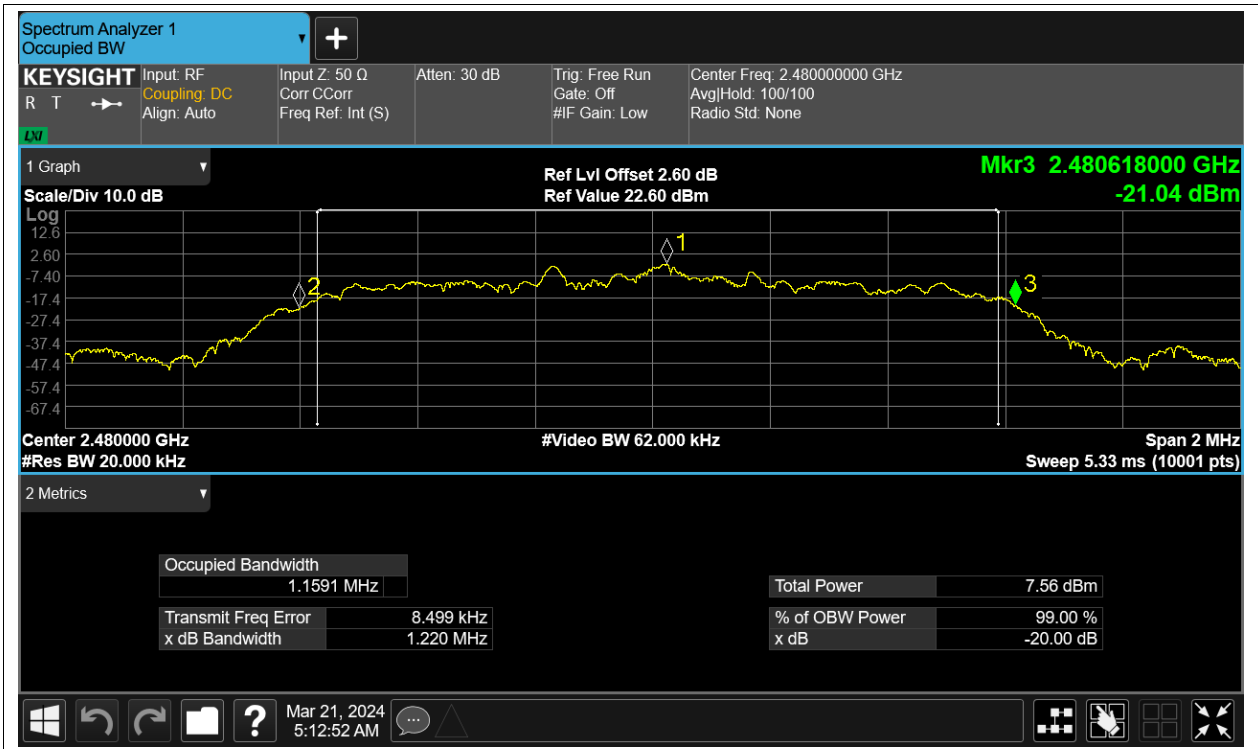 Spectrum Analyzer 1
Occupied BW
+
KEYSIGHT
R T
LXI
Input: RF
Coupling: DC
Align: Auto
Input Z: 50 Ω
Corr CCorr
Freq Ref: Int (S)
Atten: 30 dB
Trig: Free Run
Gate: Off
#IF Gain: Low
Center Freq: 2.480000000 GHz
Avg|Hold: 100/100
Radio Std: None
1 Graph
Scale/Div 10.0 dB
Ref Lvl Offset 2.60 dB
Ref Value 22.60 dBm
Mkr3 2.480618000 GHz
-21.04 dBm
Log
12.6
2.60
-7.40
-17.4
-27.4
-37.4
-47.4
-57.4
-67.4
1
2
3
Center 2.480000 GHz
#Res BW 20.000 kHz
#Video BW 62.000 kHz
Span 2 MHz
Sweep 5.33 ms (10001 pts)
2 Metrics
Occupied Bandwidth
1.1591 MHz
Transmit Freq Error 8.499 kHz
x dB Bandwidth 1.220 MHz
Total Power 7.56 dBm
% of OBW Power 99.00 %
x dB -20.00 dB
?
Mar 21, 2024
5:12:52 AM